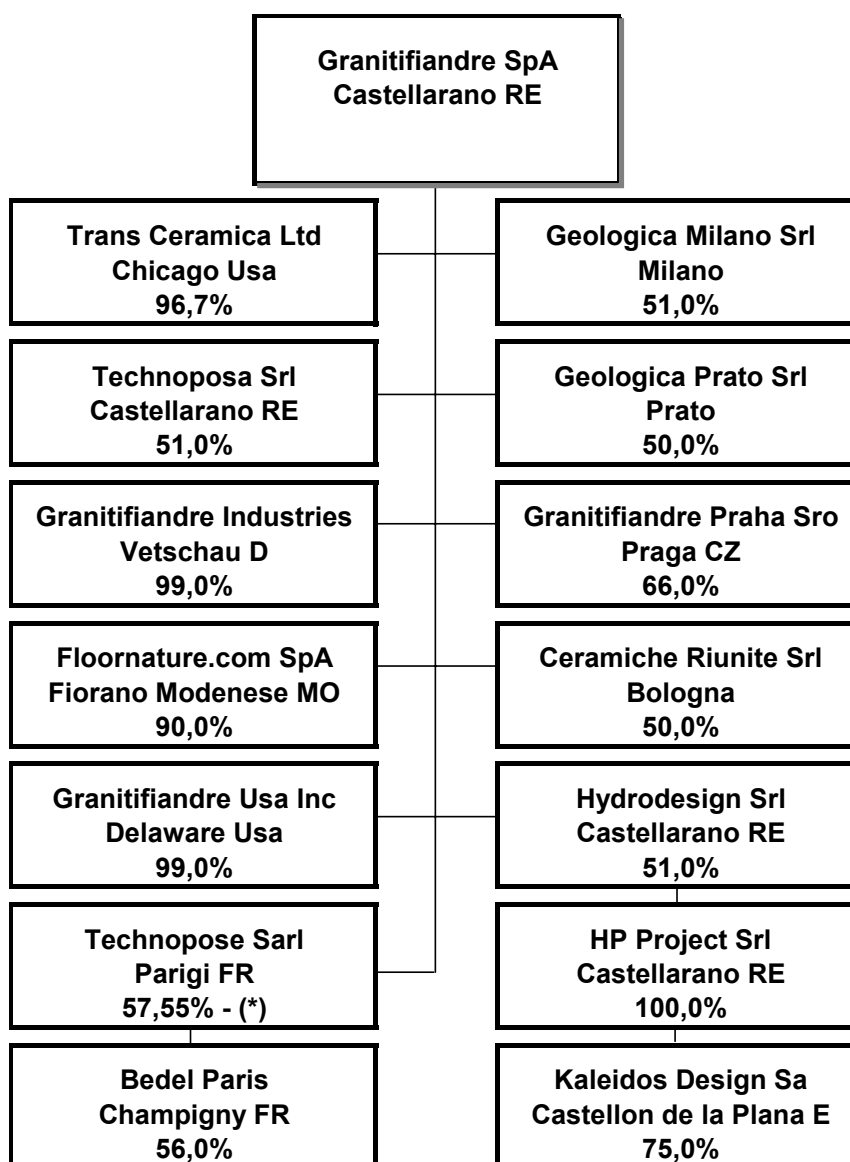 Granitifiandre SpA
Castellarano RE
Trans Ceramica Ltd
Chicago Usa
96,7%
Geologica Milano Srl
Milano
51,0%
Technoposa Srl
Castellarano RE
51,0%
Geologica Prato Srl
Prato
50,0%
Granitifiandre Industries
Vetschau D
99,0%
Granitifiandre Praha Sro
Praga CZ
66,0%
Floornature.com SpA
Fiorano Modenese MO
90,0%
Ceramiche Riunite Srl
Bologna
50,0%
Granitifiandre Usa Inc
Delaware Usa
99,0%
Hydrodesign Srl
Castellarano RE
51,0%
Technopose Sarl
Parigi FR
57,55% - (*)
HP Project Srl
Castellarano RE
100,0%
Bedel Paris
Champigny FR
56,0%
Kaleidos Design Sa
Castellon de la Plana E
75,0%